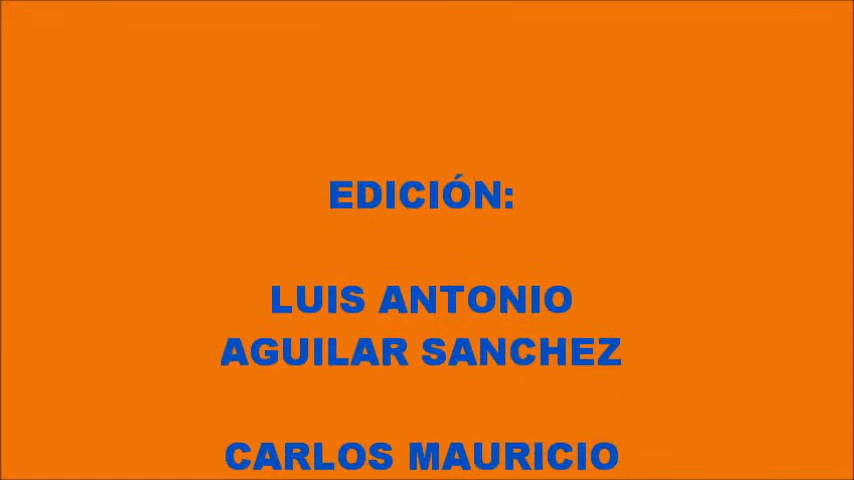 EDICIÓN:
LUIS ANTONIO
AGUILAR SANCHEZ
CARLOS MAURICIO